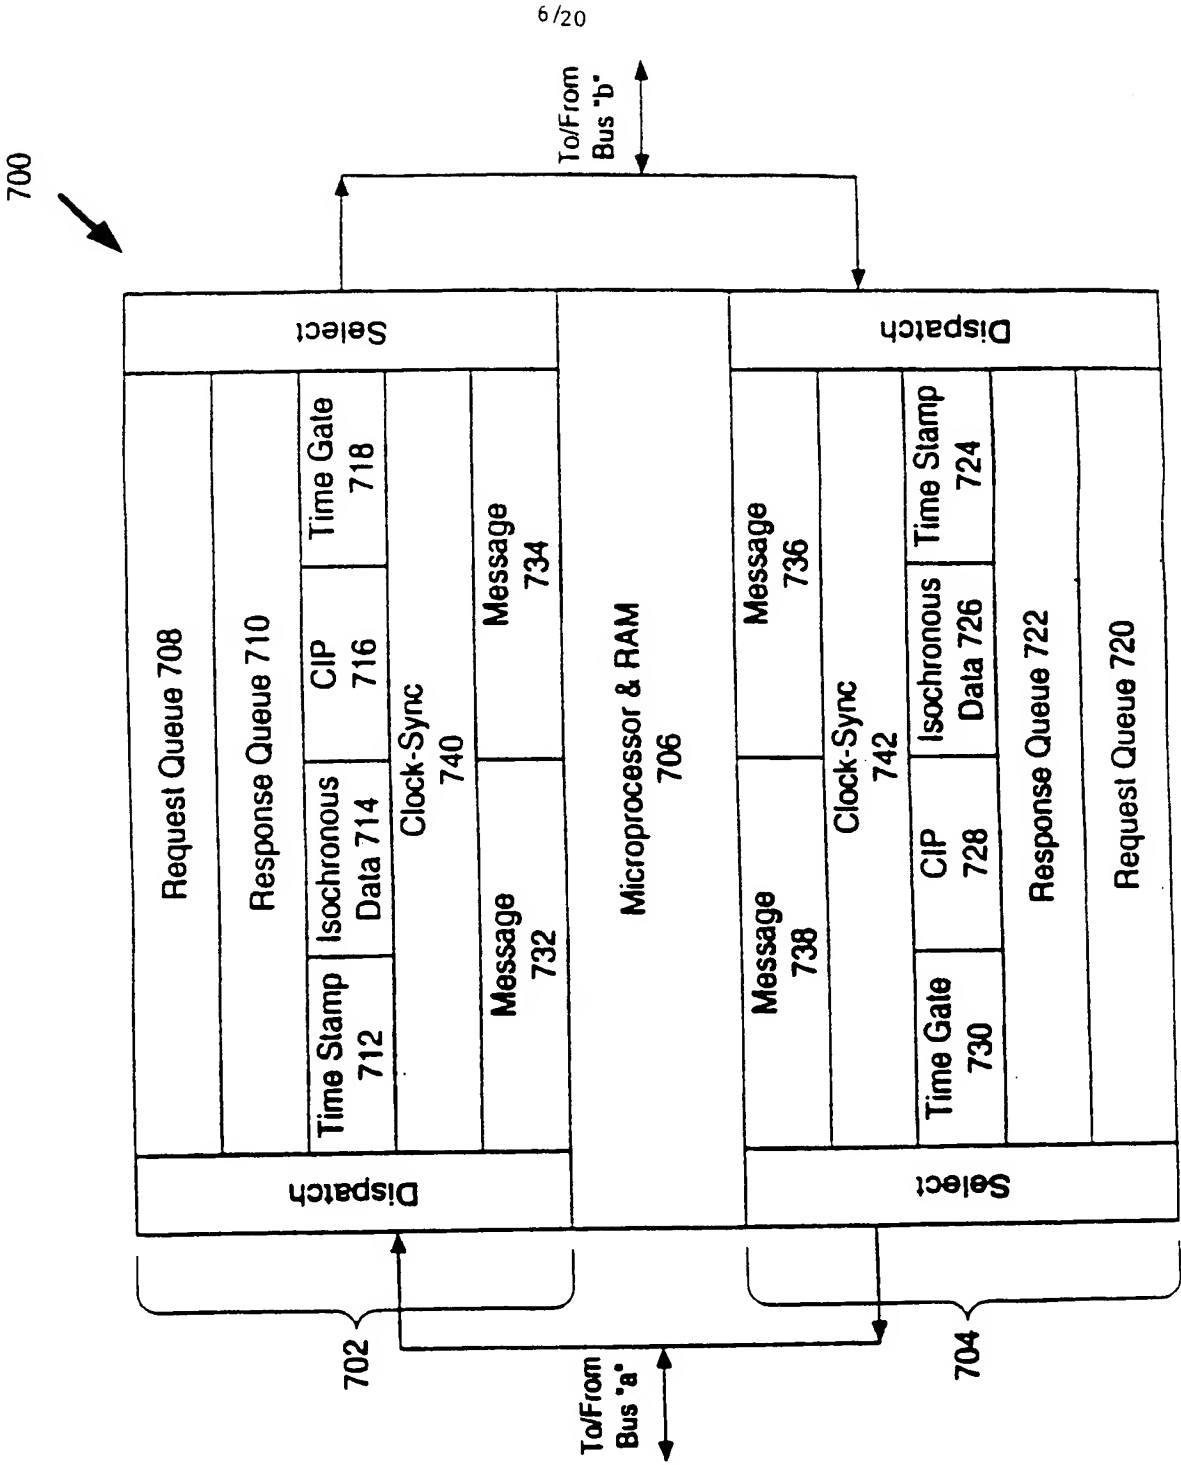 6/20
700
To/From
Bus "b"
Select
Request Queue 708
Response Queue 710
Time Stamp
712
Isochronous
Data 714
CIP
716
Time Gate
718
Clock-Sync
740
Message
732
Message
734
Dispatch
702
Microprocessor & RAM
706
Dispatch
Message
738
Message
736
Clock-Sync
742
Time Gate
730
CIP
728
Isochronous
Data 726
Time Stamp
724
Response Queue 722
Request Queue 720
Select
704
To/From
Bus "a"